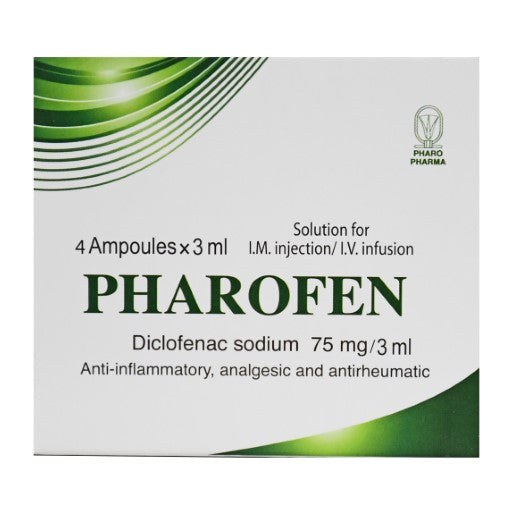 PHARO
PHARMA
4 Ampoules x 3 ml
Solution for
I.M. injection/ I.V. infusion
PHAROFEN
Diclofenac sodium 75 mg/3 ml
Anti-inflammatory, analgesic and antirheumatic